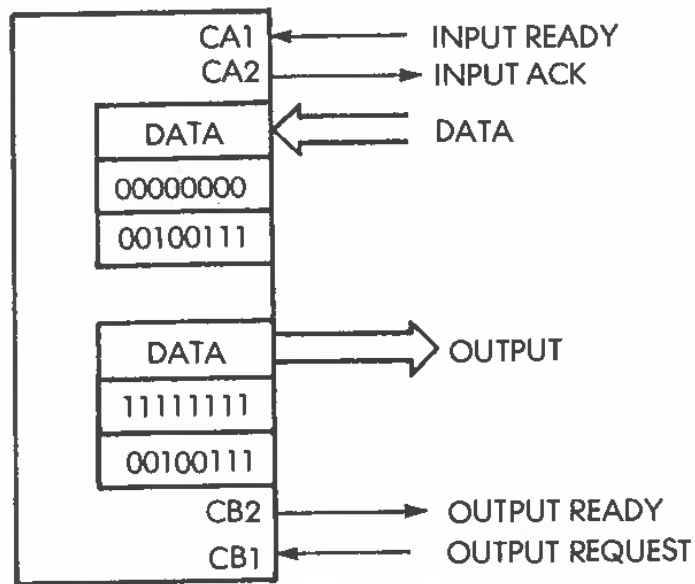 CA1 INPUT READY
CA2 INPUT ACK
DATA DATA
00000000
00100111
DATA OUTPUT
11111111
00100111
CB2 OUTPUT READY
CB1 OUTPUT REQUEST